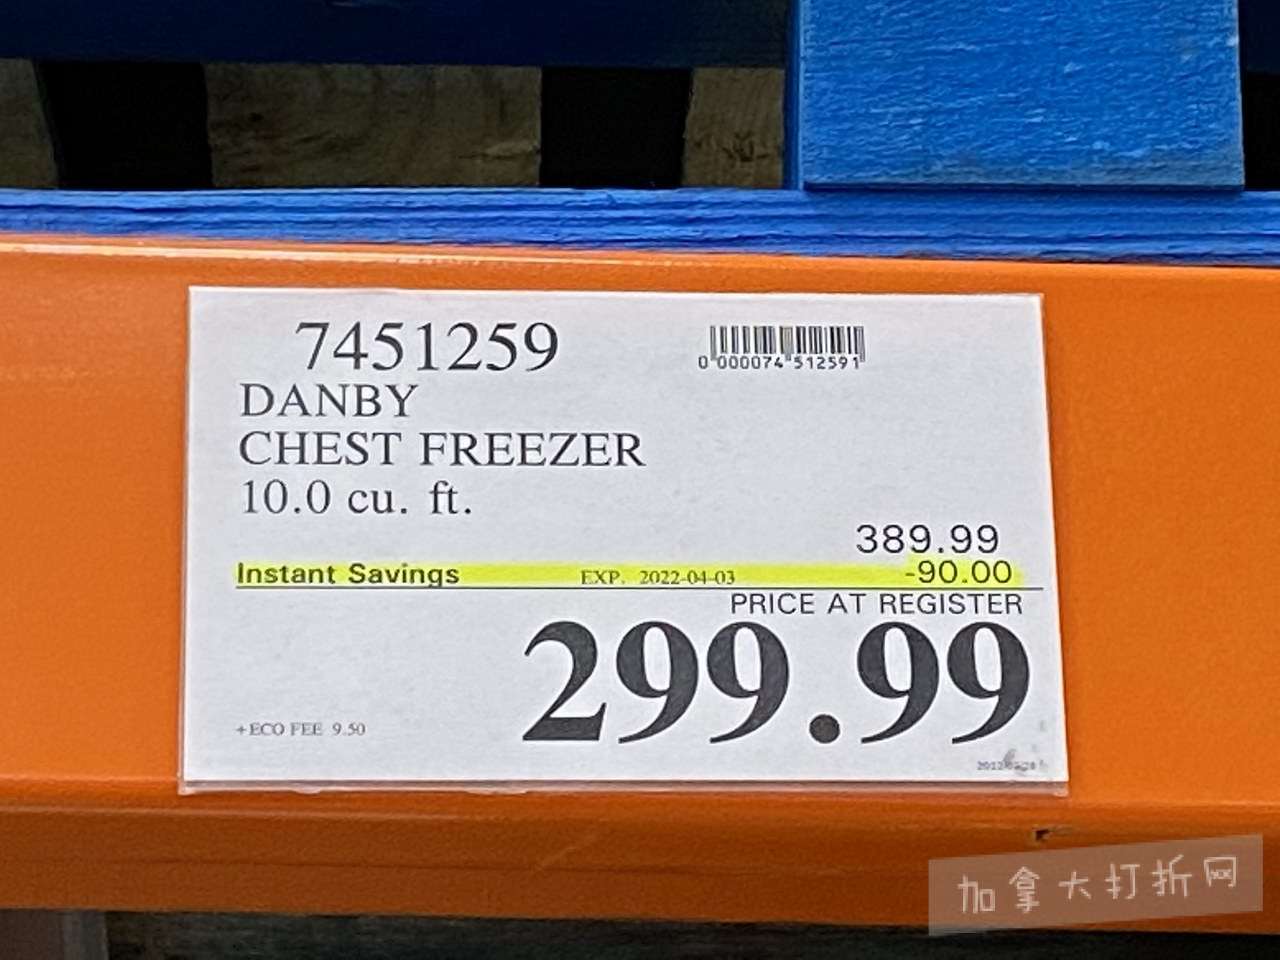 7451259
0 000074 512591
DANBY
CHEST FREEZER
10.0 cu. ft.
389.99
Instant Savings EXP. 2022-04-03 -90.00
PRICE AT REGISTER
299.99
+ECO FEE 9.50
加拿大打折网